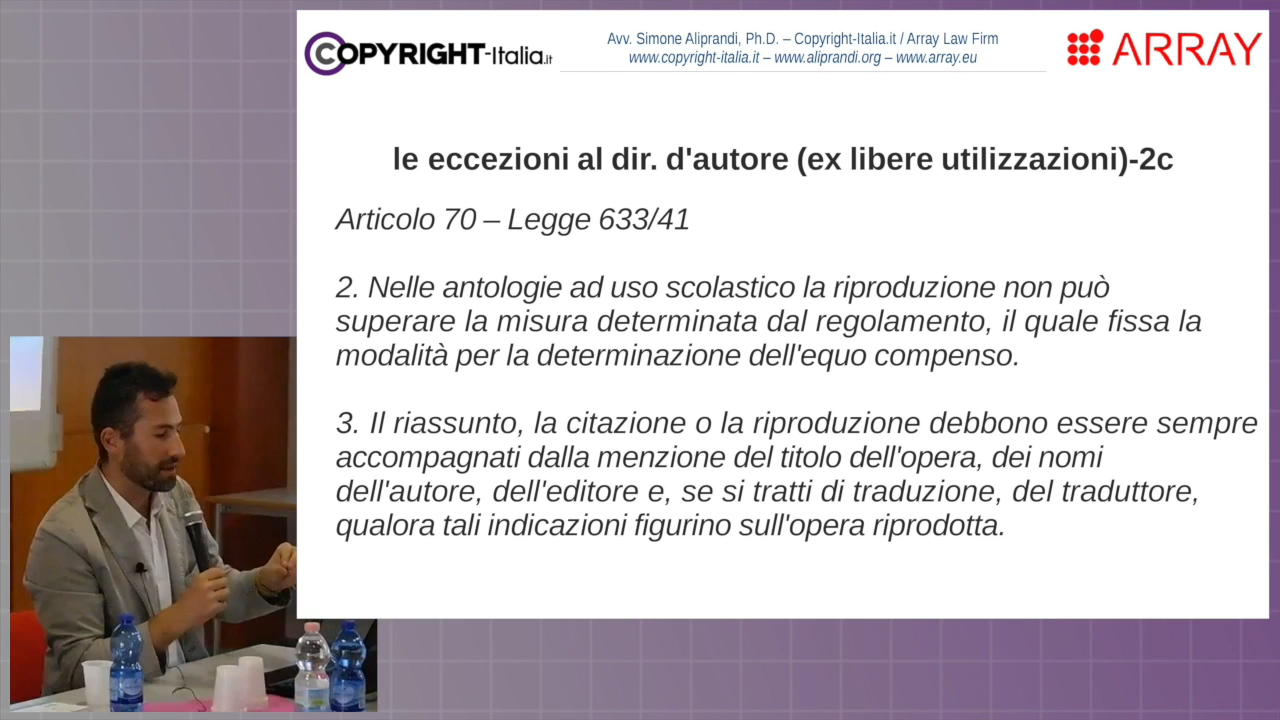 COPYRIGHT-Italia.it
Avv. Simone Aliprandi, Ph.D. – Copyright-Italia.it / Array Law Firm
www.copyright-italia.it – www.aliprandi.org – www.array.eu
ARRAY
le eccezioni al dir. d'autore (ex libere utilizzazioni)-2c
Articolo 70 – Legge 633/41
2. Nelle antologie ad uso scolastico la riproduzione non può
superare la misura determinata dal regolamento, il quale fissa la
modalità per la determinazione dell'equo compenso.
3. Il riassunto, la citazione o la riproduzione debbono essere sempre
accompagnati dalla menzione del titolo dell'opera, dei nomi
dell'autore, dell'editore e, se si tratti di traduzione, del traduttore,
qualora tali indicazioni figurino sull'opera riprodotta.